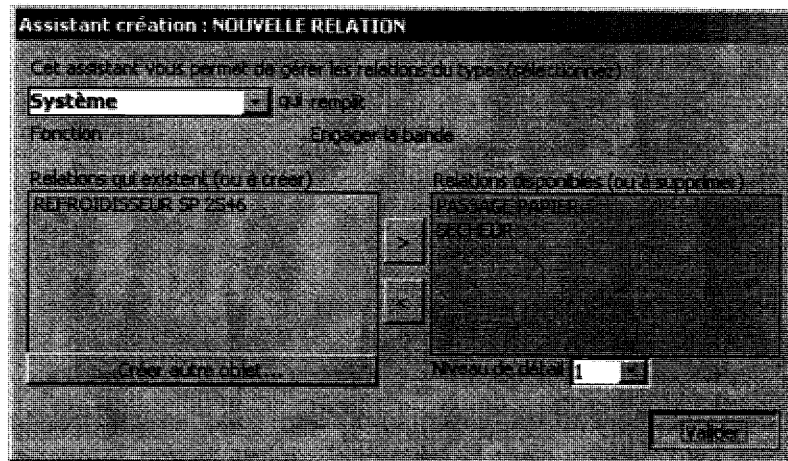 Assistant création : NOUVELLE RELATION
Cet assistant vous permet de gérer les relations du type (sélectionnez)
Système qui remplit
Fonction Engager la bande
Relations qui existent (ou à créer) Relations disponibles (ou à supprimer)
REFROIDISSEUR SP 2546 PASSAGE PAPIER
SECHEUR
>
<
Créer autre objet... Niveau de détail 1
Valider